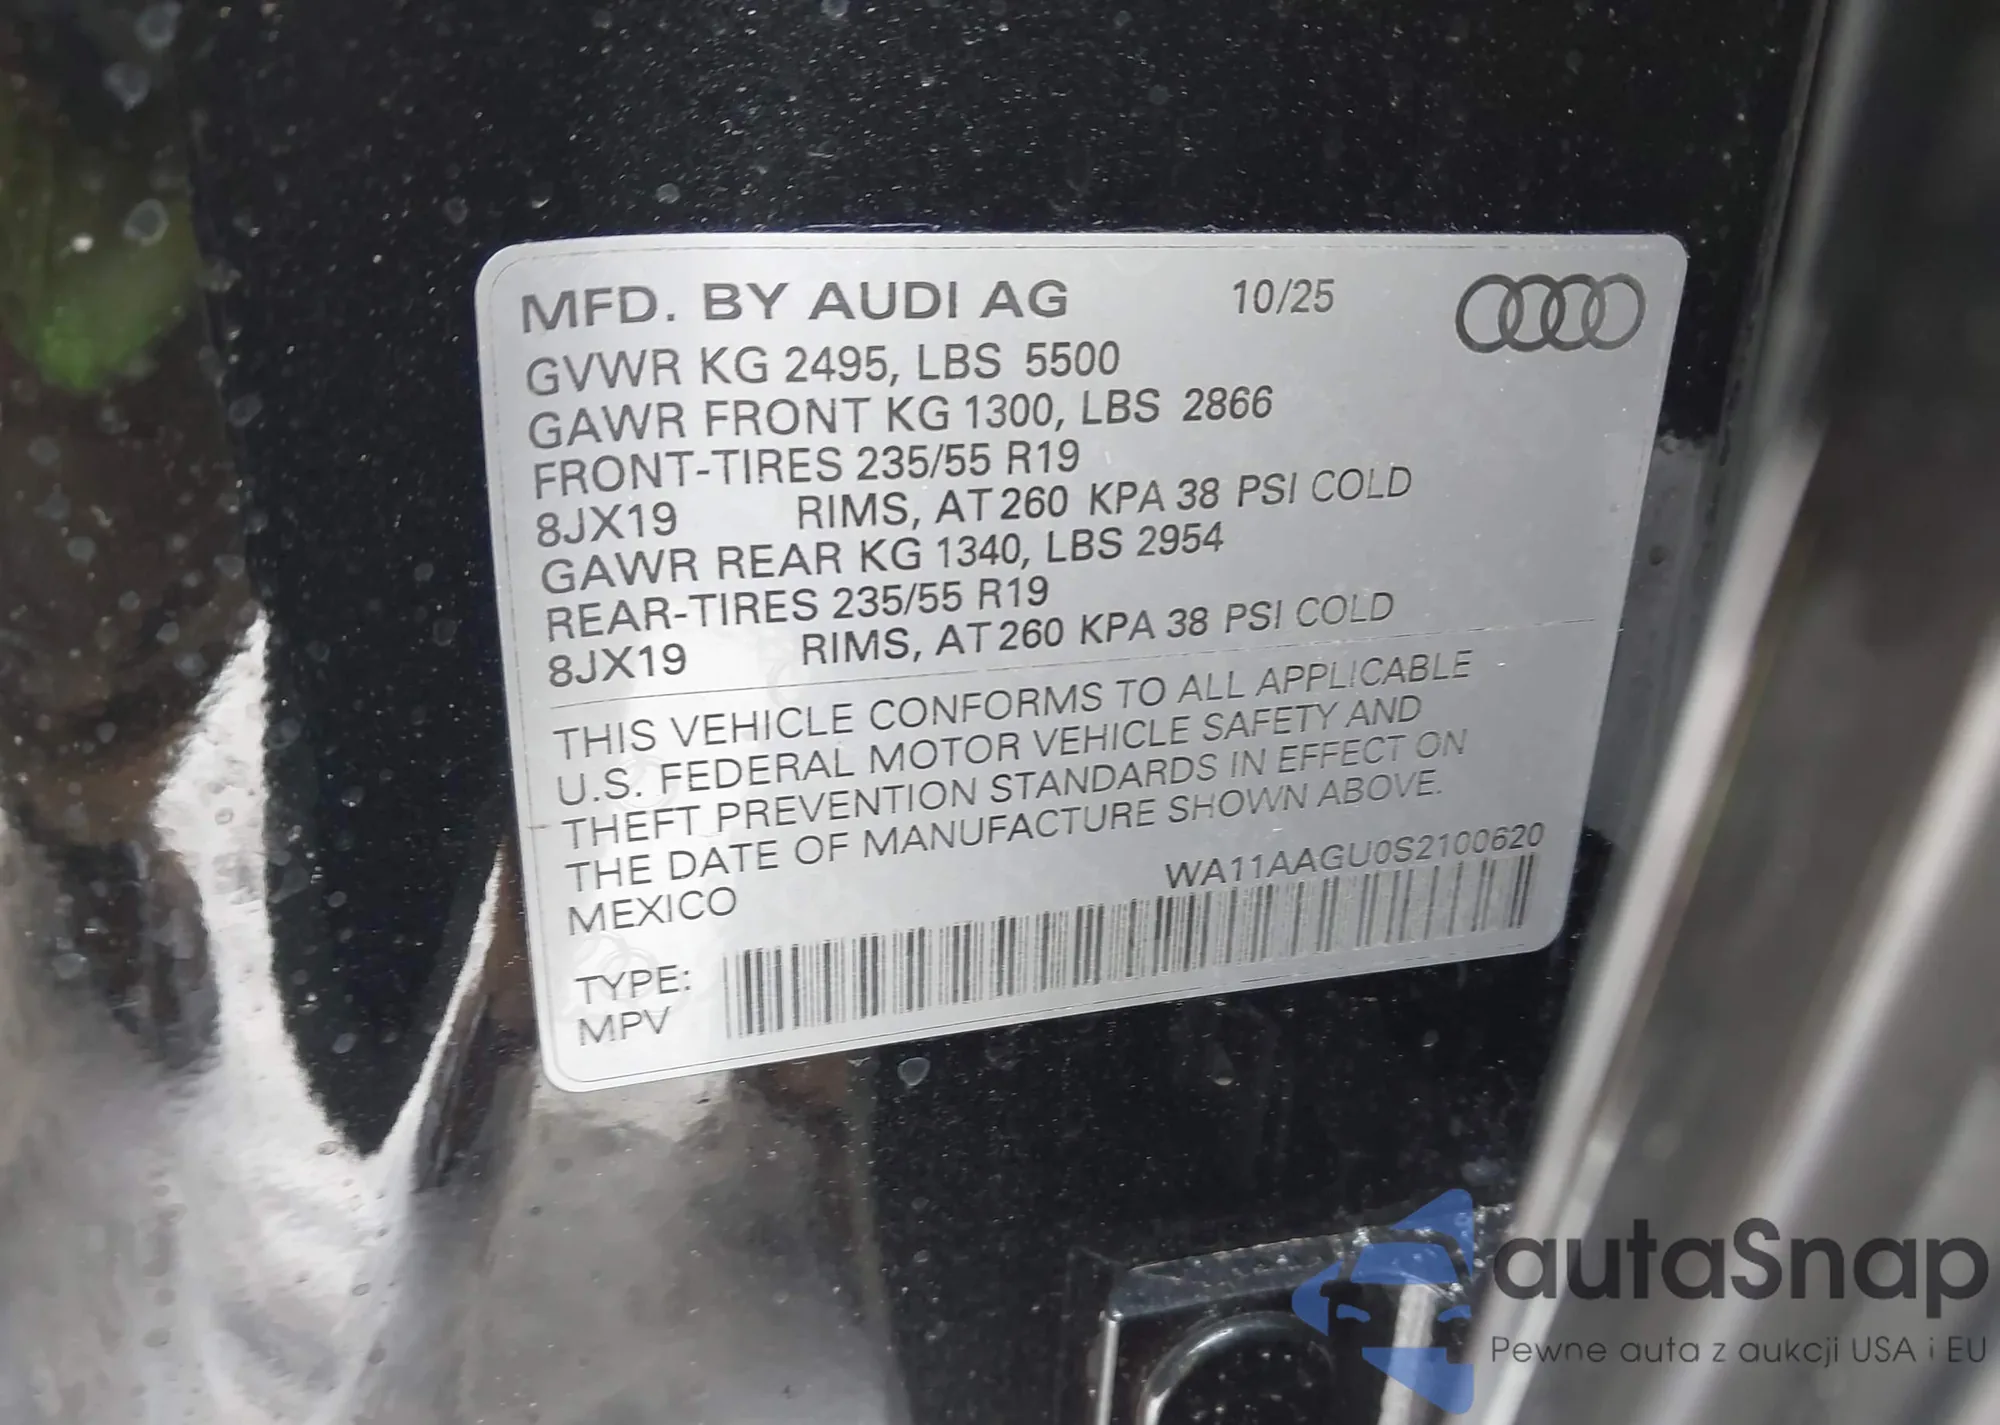 MFD. BY AUDI AG 10/25
GVWR KG 2495, LBS 5500
GAWR FRONT KG 1300, LBS 2866
FRONT-TIRES 235/55 R19
8JX19 RIMS, AT 260 KPA 38 PSI COLD
GAWR REAR KG 1340, LBS 2954
REAR-TIRES 235/55 R19
8JX19 RIMS, AT 260 KPA 38 PSI COLD
THIS VEHICLE CONFORMS TO ALL APPLICABLE
U.S. FEDERAL MOTOR VEHICLE SAFETY AND
THEFT PREVENTION STANDARDS IN EFFECT ON
THE DATE OF MANUFACTURE SHOWN ABOVE.
MEXICO WA11AAGU0S2100620
TYPE:
MPV
autaSnap
Pewne auta z aukcji USA i EU